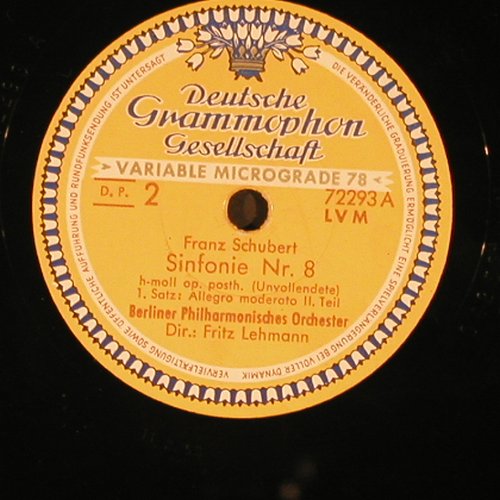 Deutsche
Grammophon
Gesellschaft
VARIABLE MICROGRADE 78
D.P. 2 72293 A
LVM
Franz Schubert
Sinfonie Nr. 8
h-moll op. posth. (Unvollendete)
1. Satz: Allegro moderato II. Teil
Berliner Philharmonisches Orchester
Dir.: Fritz Lehmann
DIE VERÄNDERLICHE GRADUIERUNG ERMÖGLICHT EINE SPIELVERLÄNGERUNG BEI VOLLER DYNAMIK
VERVIELFÄLTIGUNG SOWIE ÖFFENTLICHE AUFFÜHRUNG UND RUNDFUNKSENDUNG IST UNTERSAGT